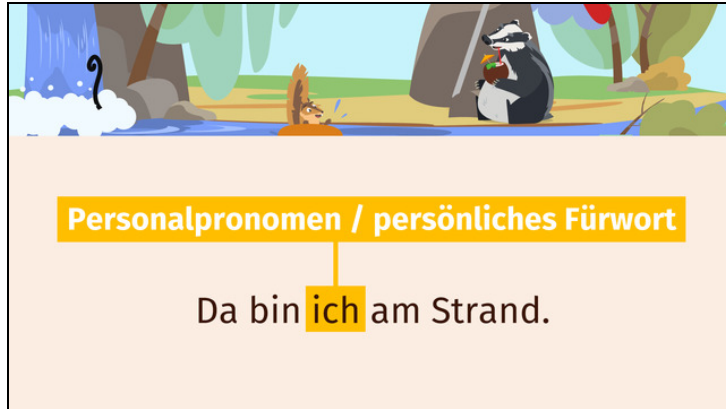 Personalpronomen / persönliches Fürwort
Da bin ich am Strand.